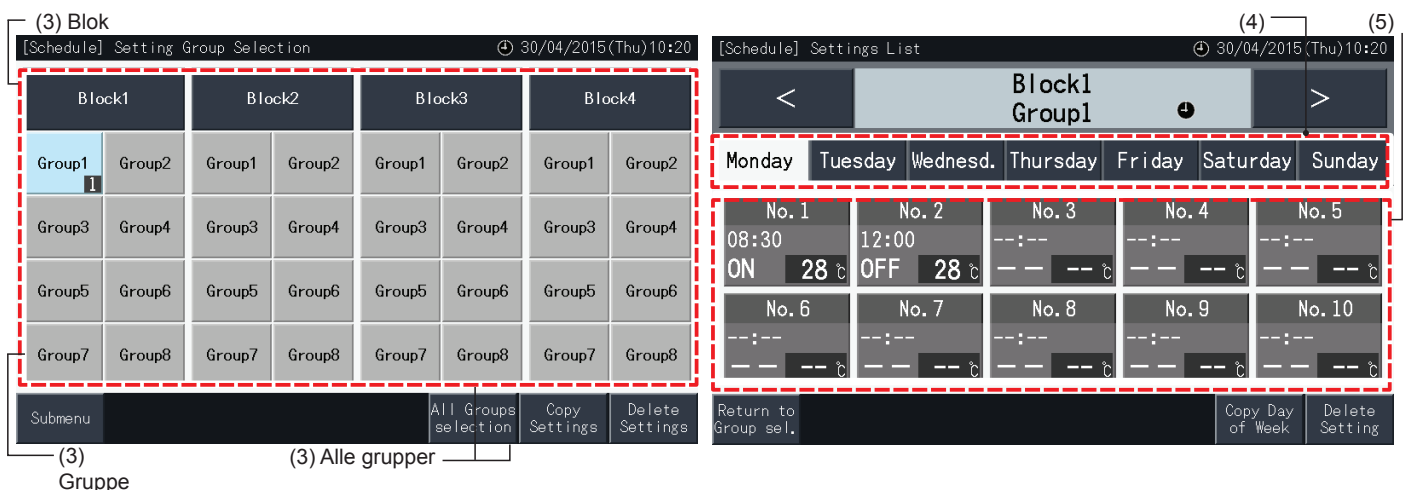 (3) Blok
[Schedule] Setting Group Selection 30/04/2015(Thu)10:20
Block1 Block2 Block3 Block4
Group1 Group2 Group1 Group2 Group1 Group2 Group1 Group2
1
Group3 Group4 Group3 Group4 Group3 Group4 Group3 Group4
Group5 Group6 Group5 Group6 Group5 Group6 Group5 Group6
Group7 Group8 Group7 Group8 Group7 Group8 Group7 Group8
Submenu
All Groups selection
Copy Settings
Delete Settings
(3)
Gruppe
(3) Alle grupper
(4) (5)
[Schedule] Settings List 30/04/2015(Thu)10:20
< Block1 >
Group1
Monday Tuesday Wednesd. Thursday Friday Saturday Sunday
No.1 No.2 No.3 No.4 No.5
08:30 12:00 --:-- --:-- --:--
ON 28℃ OFF 28℃ — — --℃ — — --℃ — — --℃
No.6 No.7 No.8 No.9 No.10
--:-- --:-- --:-- --:-- --:--
— — --℃ — — --℃ — — --℃ — — --℃ — — --℃
Return to
Group sel.
Copy Day
of Week
Delete
Setting